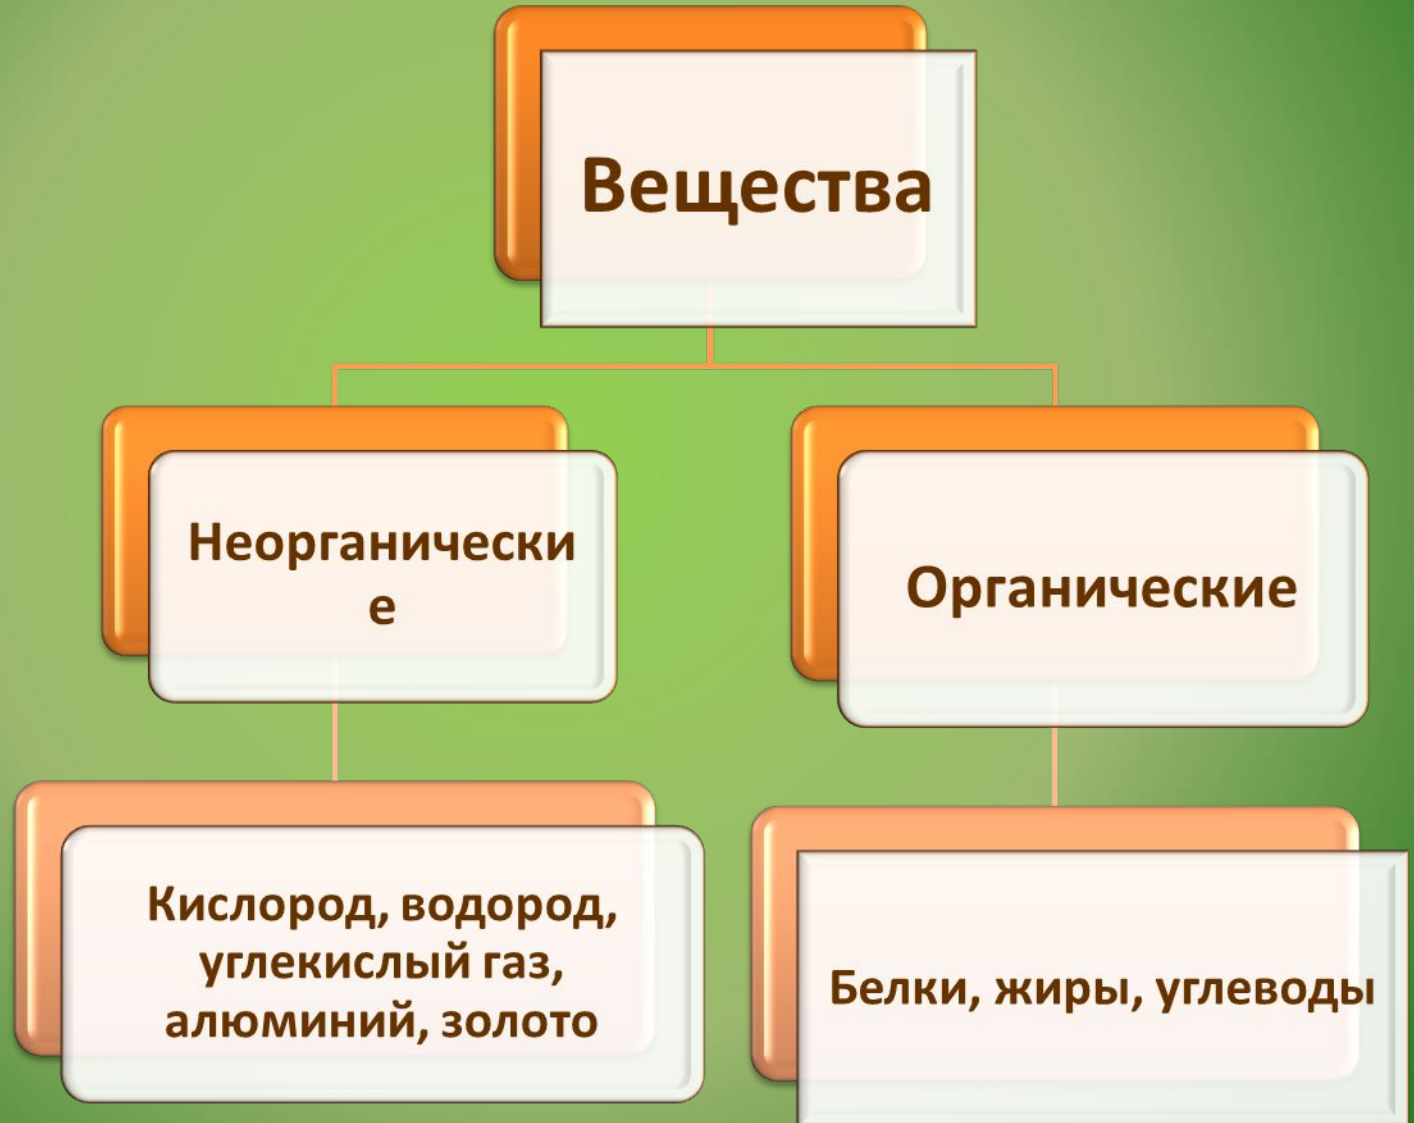 Вещества
Неорганически
е
Органические
Кислород, водород,
углекислый газ,
алюминий, золото
Белки, жиры, углеводы